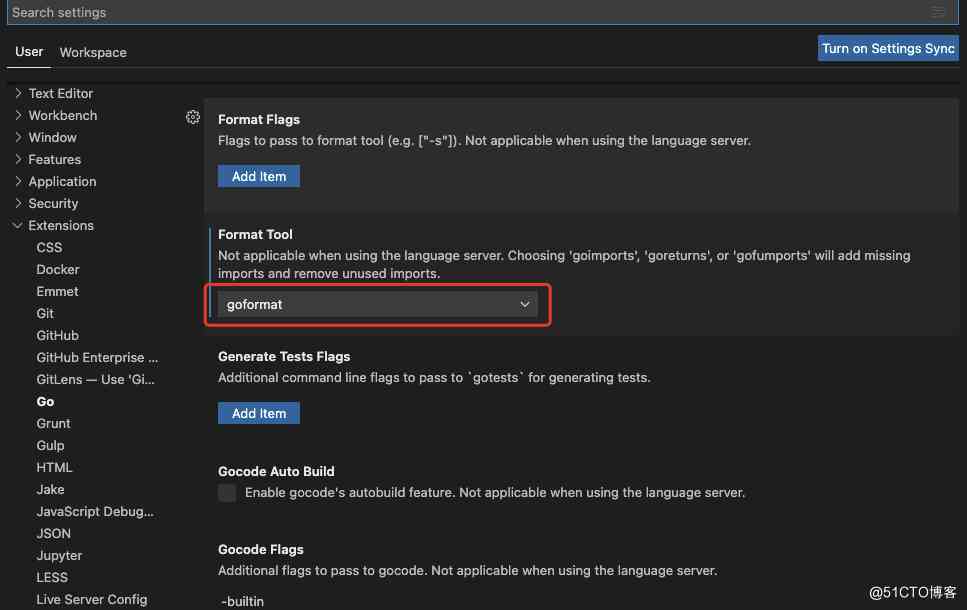 Search settings
User
Workspace
Turn on Settings Sync
Text Editor
Workbench
Window
Features
Application
Security
Extensions
CSS
Docker
Emmet
Git
GitHub
GitHub Enterprise ...
GitLens — Use 'Gi...
Go
Grunt
Gulp
HTML
Jake
JavaScript Debug...
JSON
Jupyter
LESS
Live Server Config
Format Flags
Flags to pass to format tool (e.g. ["-s"]). Not applicable when using the language server.
Add Item
Format Tool
Not applicable when using the language server. Choosing 'goimports', 'goreturns', or 'gofumports' will add missing
imports and remove unused imports.
goformat
Generate Tests Flags
Additional command line flags to pass to `gotests` for generating tests.
Add Item
Gocode Auto Build
Enable gocode's autobuild feature. Not applicable when using the language server.
Gocode Flags
Additional flags to pass to gocode. Not applicable when using the language server.
-builtin
@51CTO博客